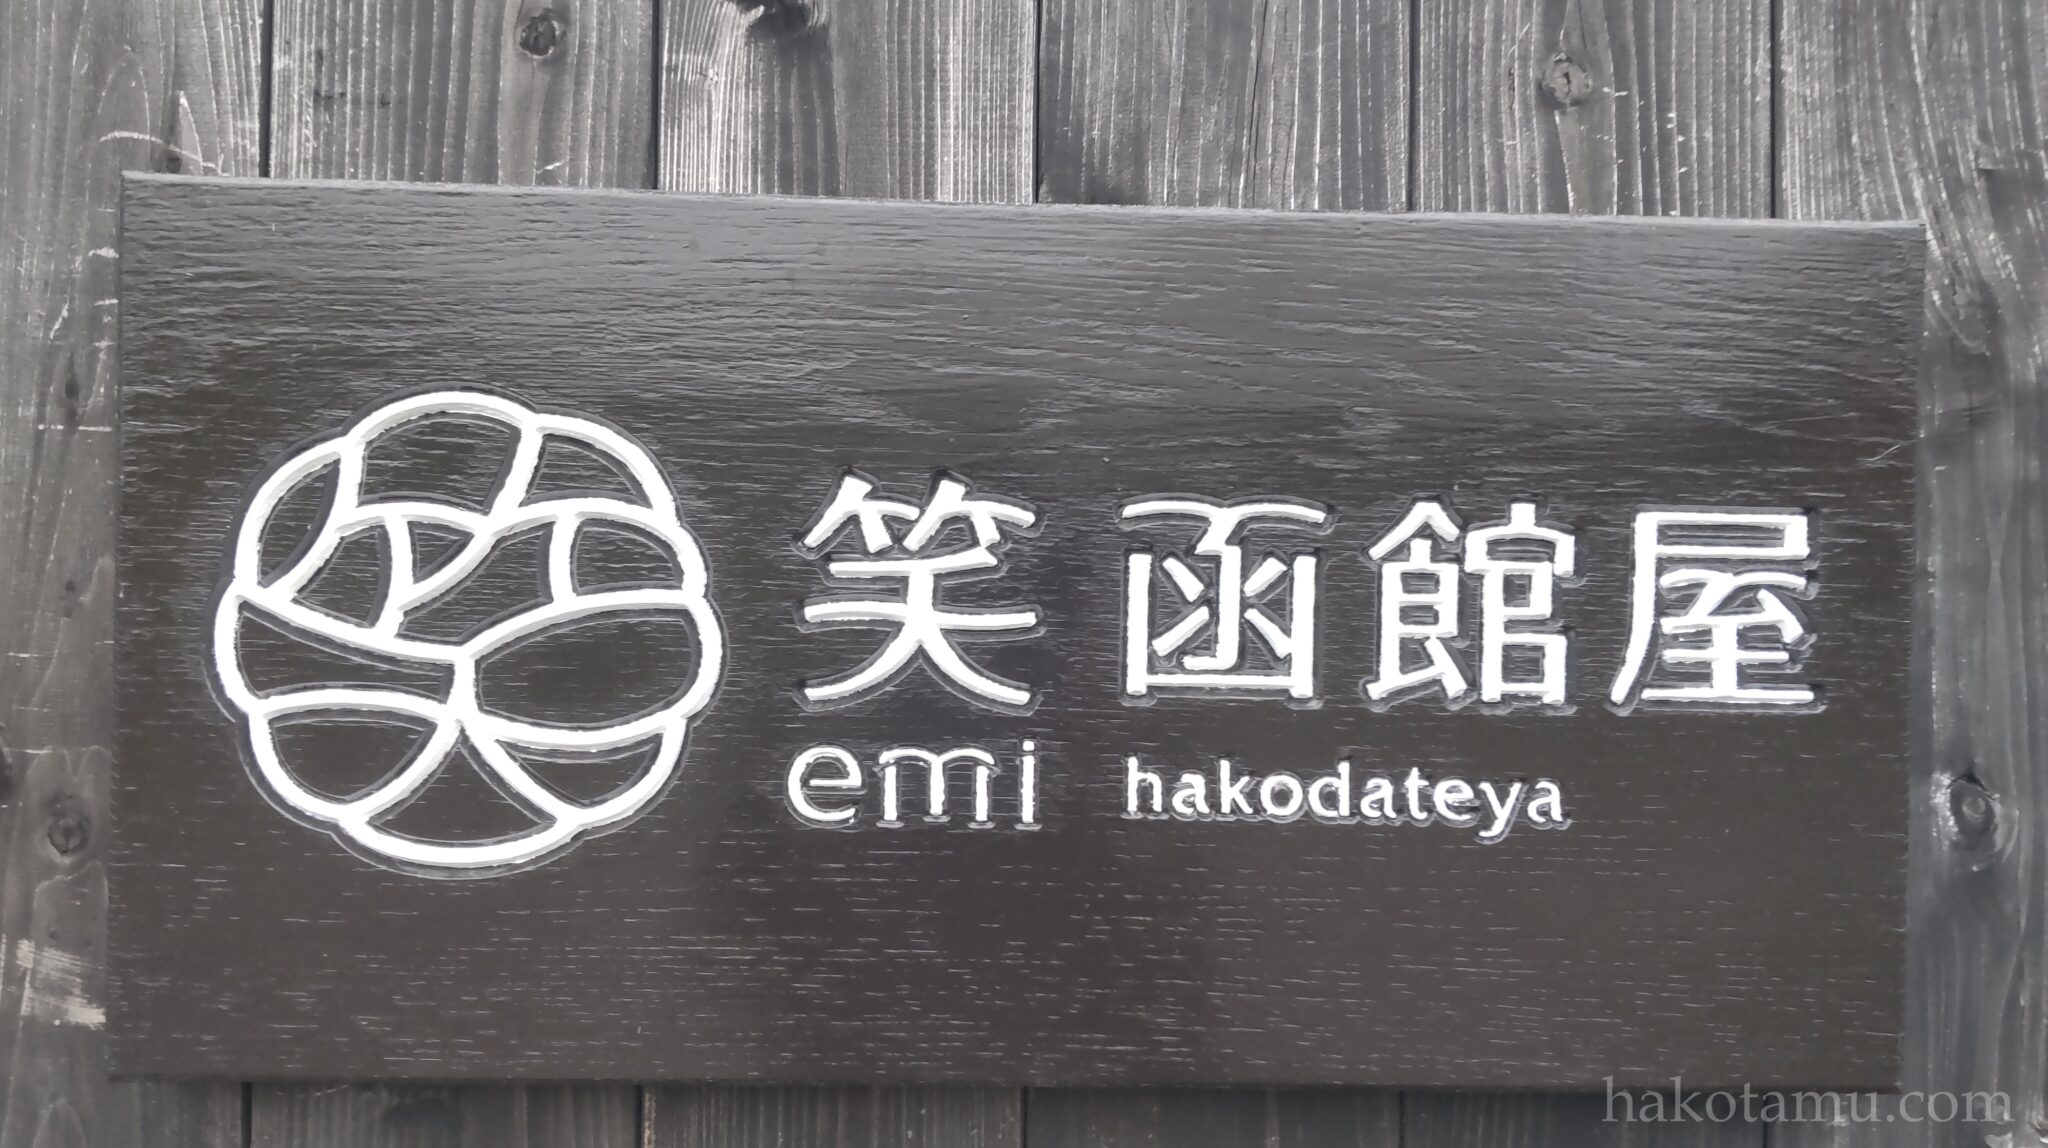 笑 函館屋
emi hakodateya
hakotamu.com